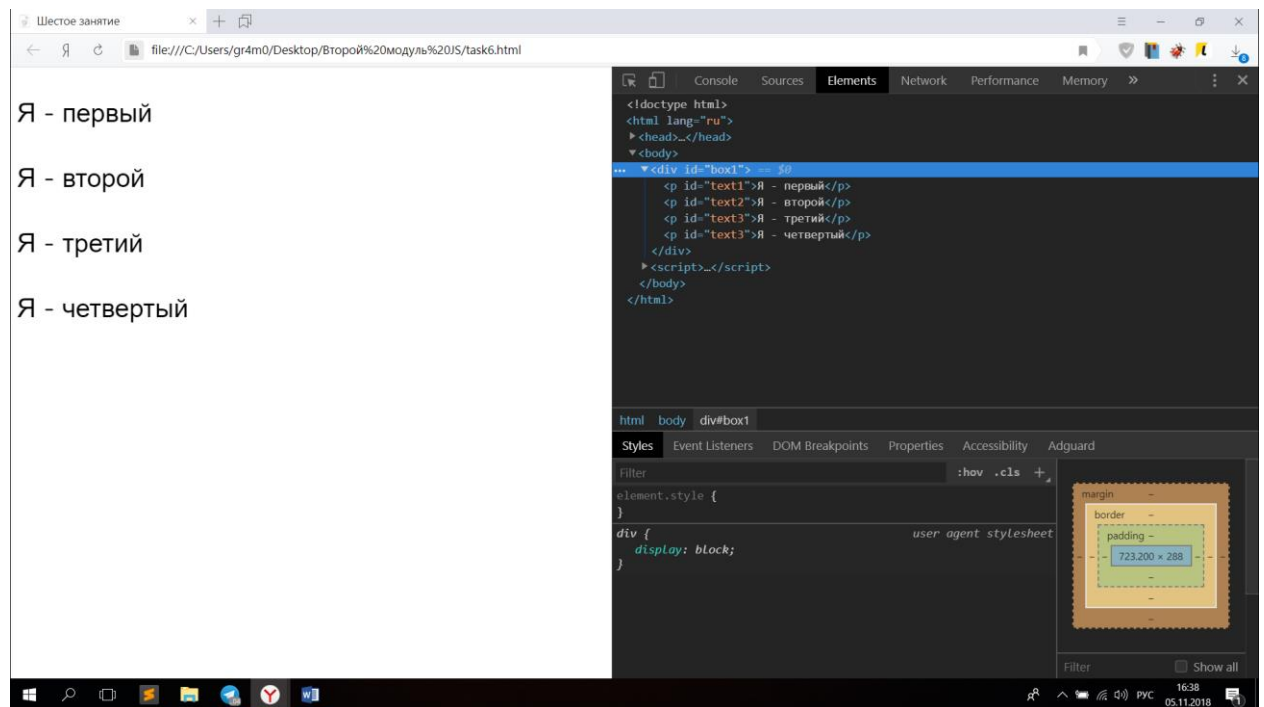 Шестое занятие
file:///C:/Users/gr4m0/Desktop/Второй%20модуль%20JS/task6.html
Я - первый
Я - второй
Я - третий
Я - четвертый
Console Sources Elements Network Performance Memory »
<!doctype html>
<html lang="ru">
<head>…</head>
<body>
<div id="box1"> == $0
<p id="text1">Я - первый</p>
<p id="text2">Я - второй</p>
<p id="text3">Я - третий</p>
<p id="text3">Я - четвертый</p>
</div>
<script>…</script>
</body>
</html>
html body div#box1
Styles Event Listeners DOM Breakpoints Properties Accessibility Adguard
Filter :hov .cls +
element.style {
}
div { user agent stylesheet
display: block;
}
margin -
border -
padding -
- - - 723.200 × 288 - - -
-
-
-
Filter Show all
РУС 16:38
05.11.2018